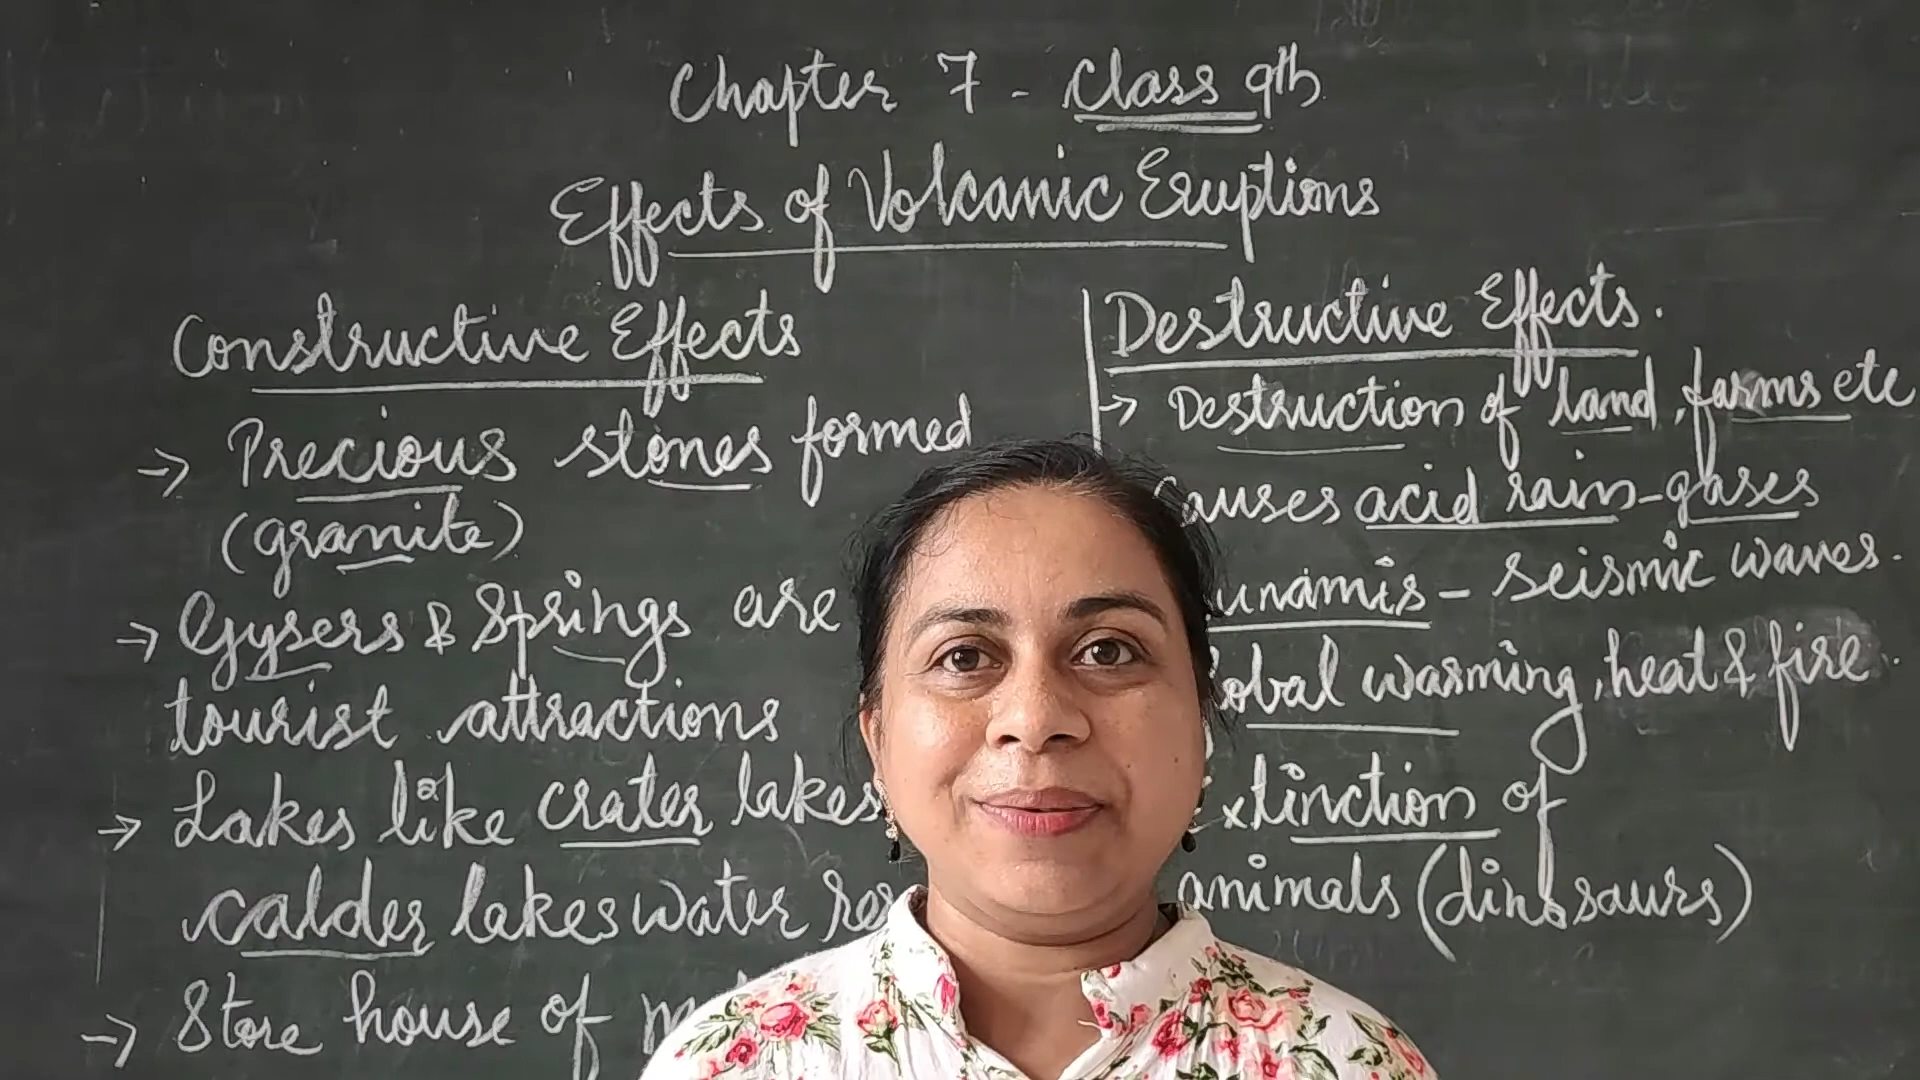 Chapter 7 - Class 9th
Effects of Volcanic Eruptions
Constructive Effects
→ Precious stones formed
(granite)
→ Gysers & Springs are
tourist attractions
→ Lakes like crater lakes
calder lakes water res
→ Store house of m
Destructive Effects.
→ Destruction of land, farms etc
Causes acid rain - gases
unamis - seismic waves.
lobal warming, heat & fire.
xtinction of
animals (dinosaurs)